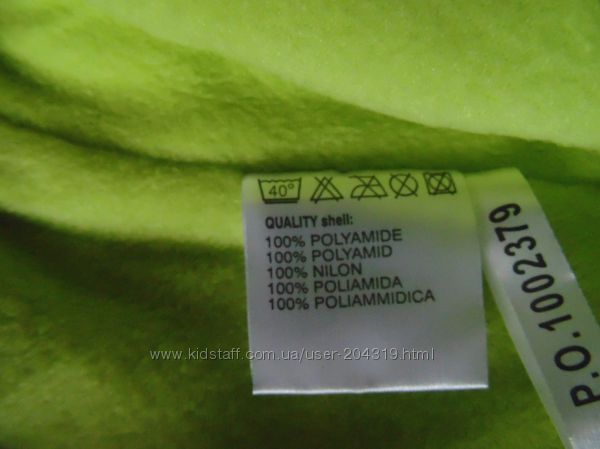 40°
QUALITY shell:
100% POLYAMIDE
100% POLYAMID
100% NILON
100% POLIAMIDA
100% POLIAMMIDICA
P.O.1002379
www.kidstaff.com.ua/user-204319.html